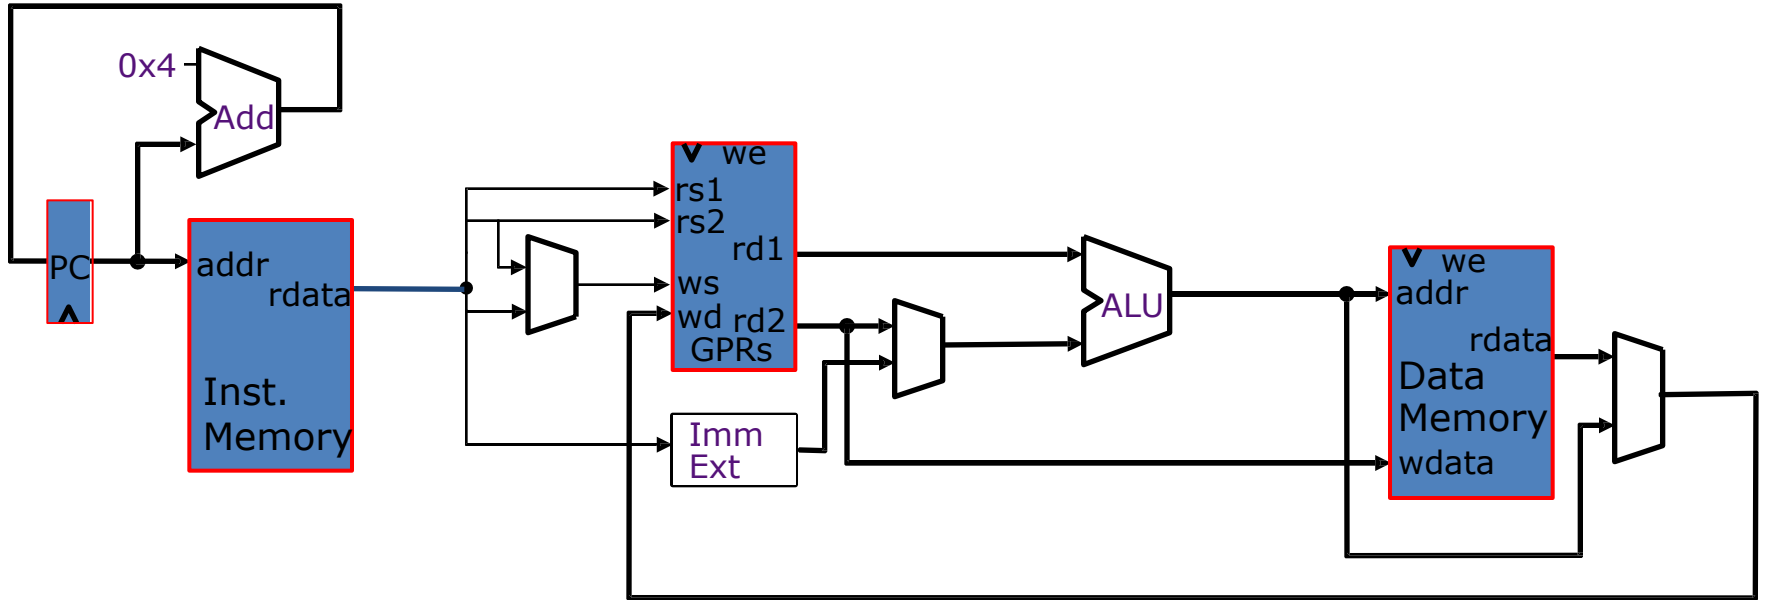 0x4
Add
PC
addr
rdata
Inst.
Memory
we
rs1
rs2
rd1
ws
wd rd2
GPRs
Imm
Ext
ALU
we
addr
rdata
Data
Memory
wdata